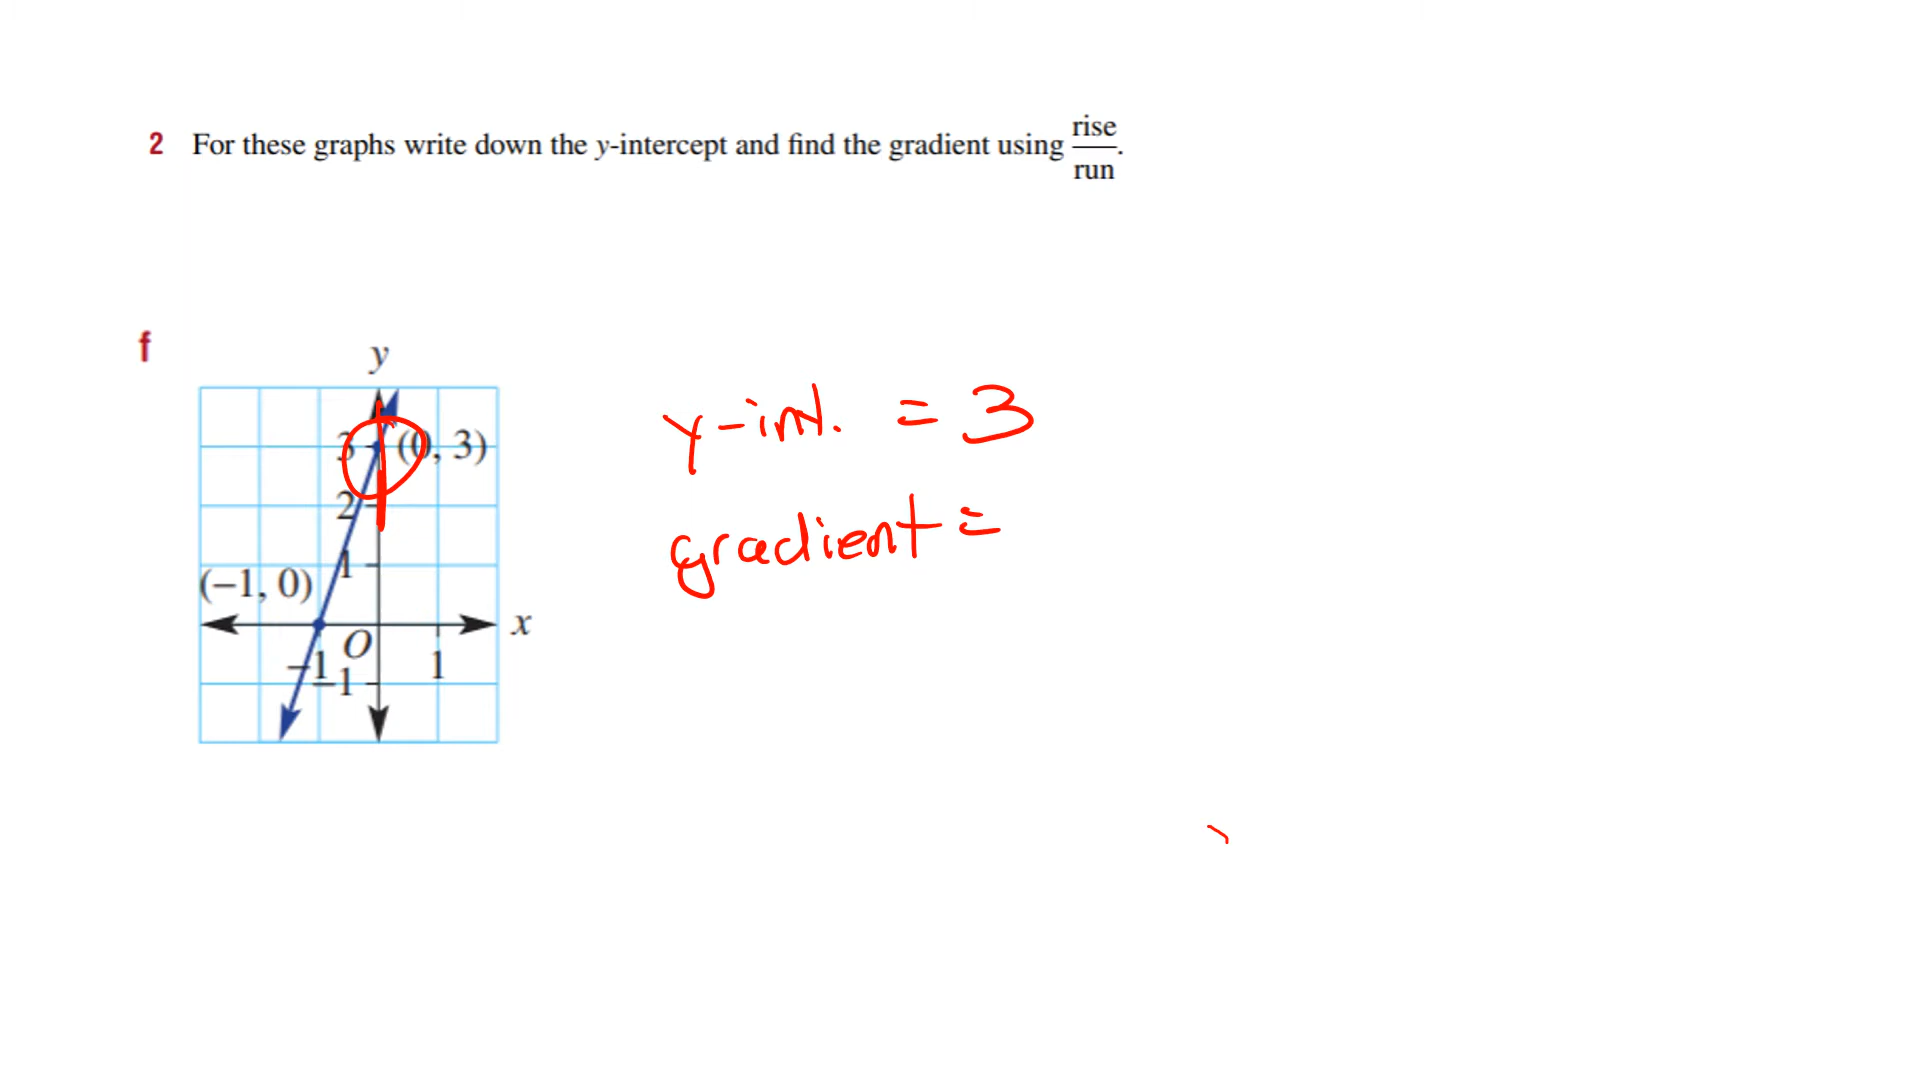 2 For these graphs write down the y-intercept and find the gradient using rise/run.
f
y
3 (0, 3)
2
1
(−1, 0)
x
O
−1 1
−1
y-int. = 3
gradient =